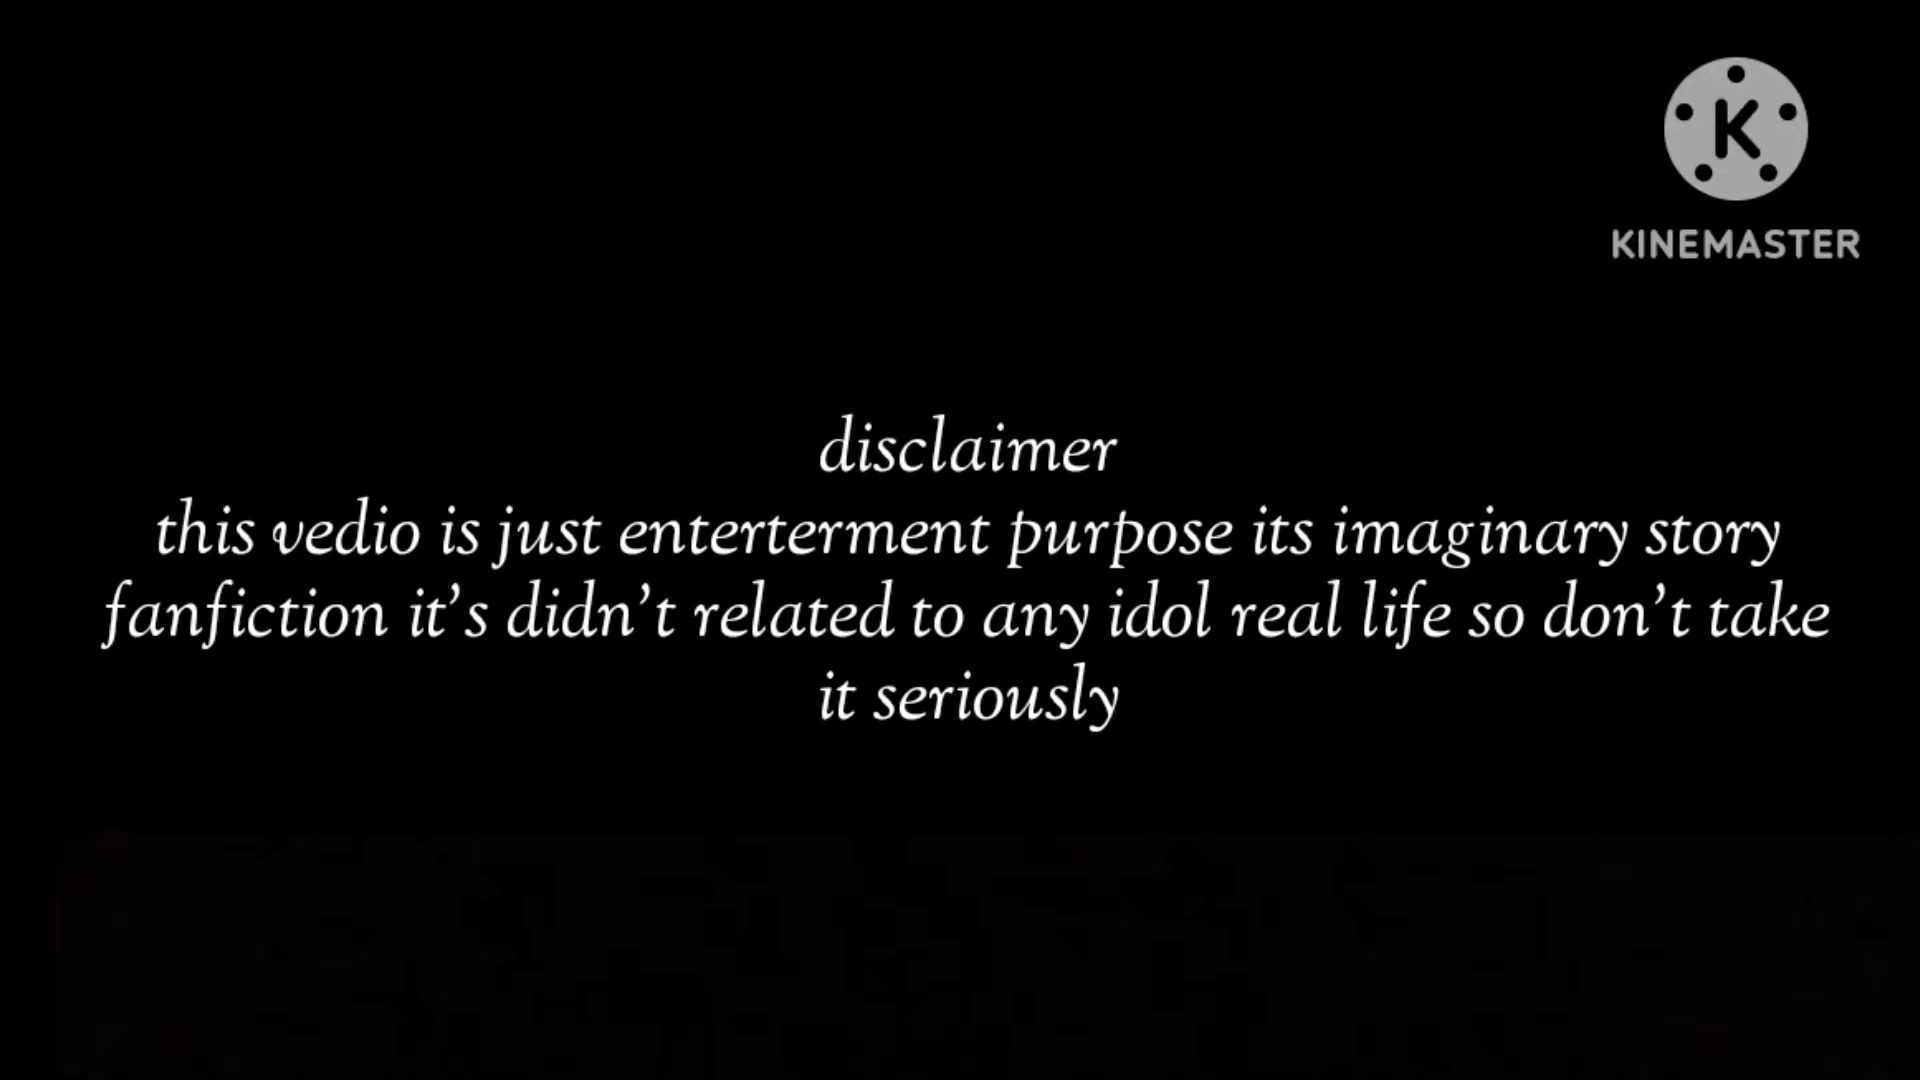 K
KINEMASTER
disclaimer
this vedio is just enterterment purpose its imaginary story
fanfiction it's didn't related to any idol real life so don't take
it seriously